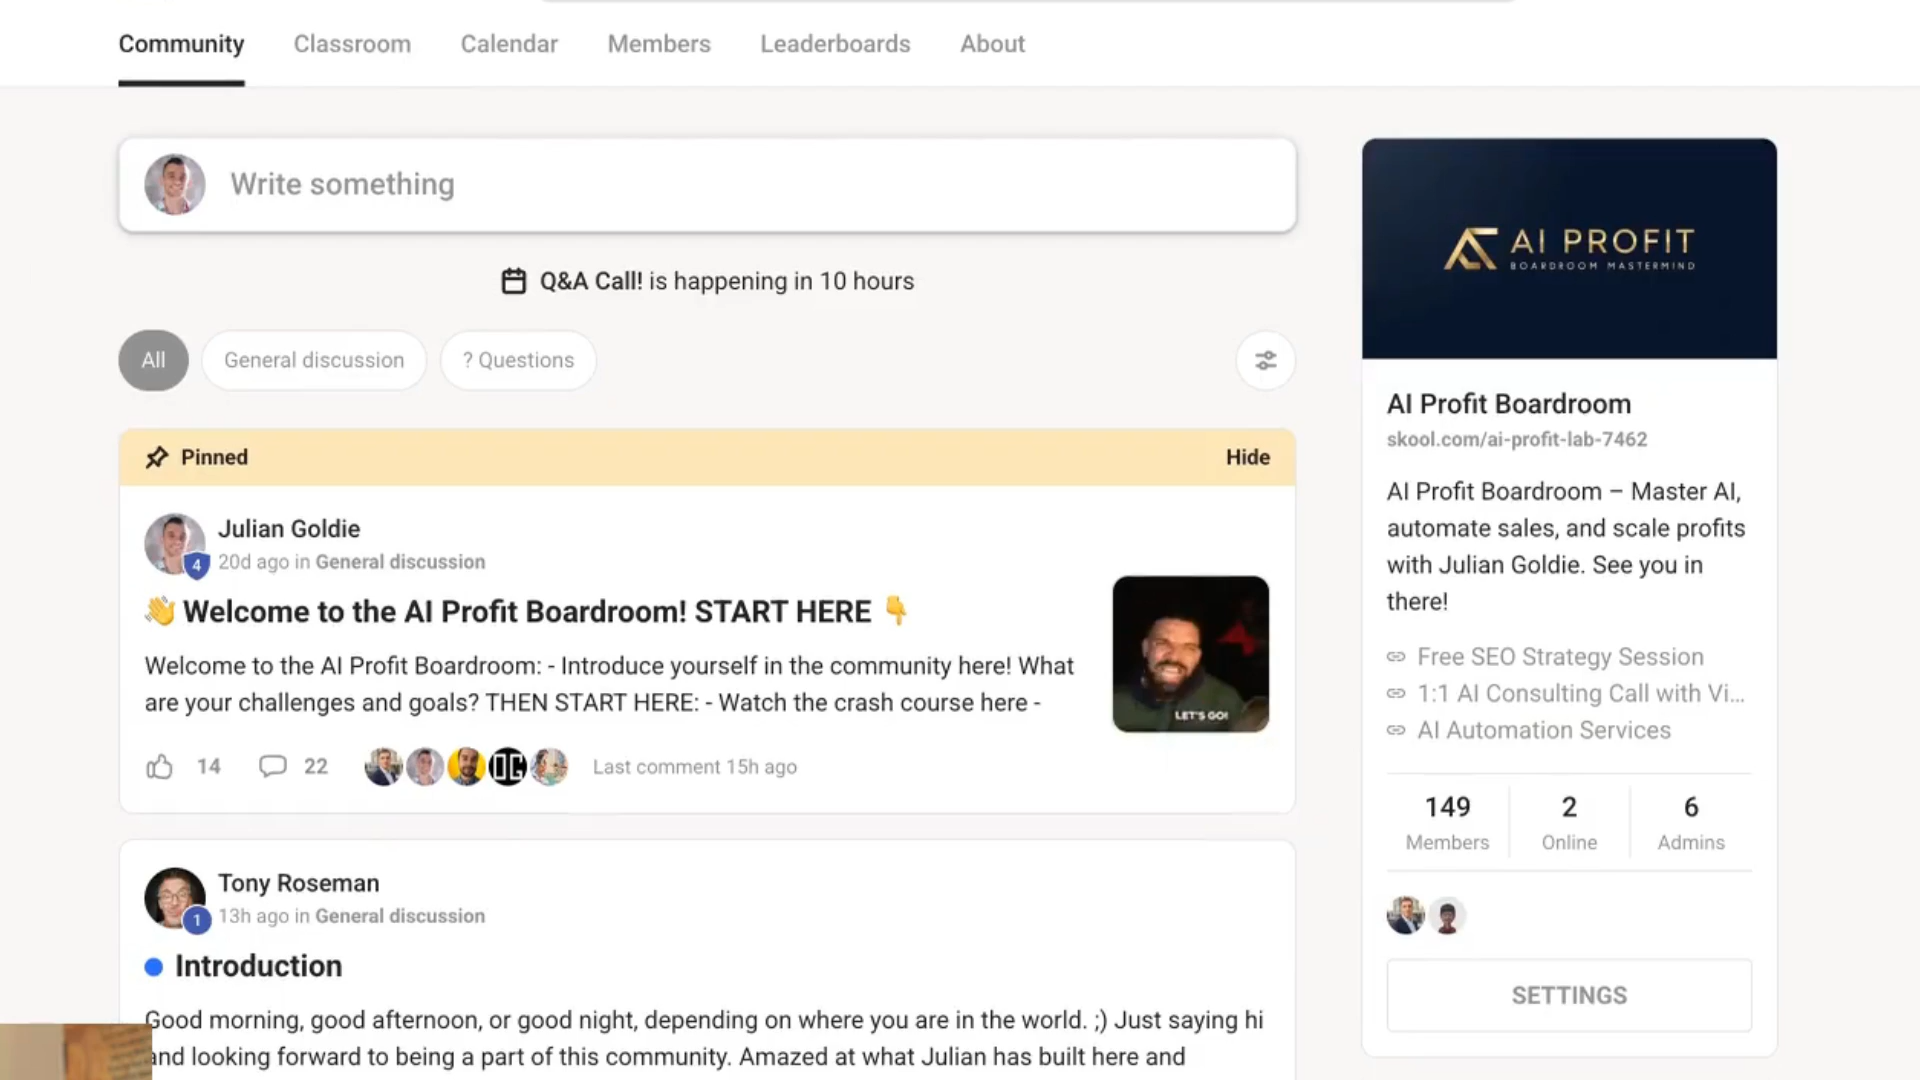 Community Classroom Calendar Members Leaderboards About
Write something
Q&A Call! is happening in 10 hours
All General discussion ? Questions
Pinned Hide
Julian Goldie
4 20d ago in General discussion
👋 Welcome to the AI Profit Boardroom! START HERE 👇
Welcome to the AI Profit Boardroom: - Introduce yourself in the community here! What
are your challenges and goals? THEN START HERE: - Watch the crash course here -
LET'S GO!
14 22 Last comment 15h ago
Tony Roseman
1 13h ago in General discussion
Introduction
Good morning, good afternoon, or good night, depending on where you are in the world. ;) Just saying hi
and looking forward to being a part of this community. Amazed at what Julian has built here and
AI PROFIT
BOARDROOM MASTERMIND
AI Profit Boardroom
skool.com/ai-profit-lab-7462
AI Profit Boardroom – Master AI,
automate sales, and scale profits
with Julian Goldie. See you in
there!
Free SEO Strategy Session
1:1 AI Consulting Call with Vi...
AI Automation Services
149 2 6
Members Online Admins
SETTINGS